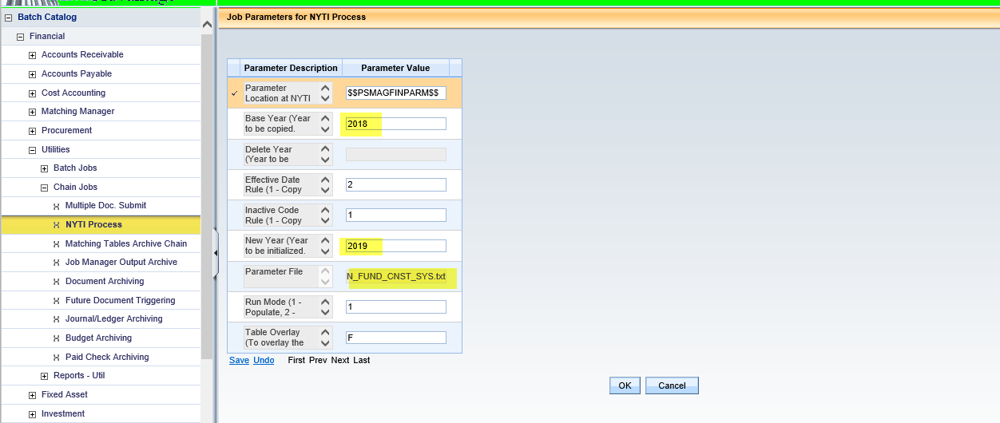 Batch Catalog
Financial
Accounts Receivable
Accounts Payable
Cost Accounting
Matching Manager
Procurement
Utilities
Batch Jobs
Chain Jobs
Multiple Doc. Submit
NYTI Process
Matching Tables Archive Chain
Job Manager Output Archive
Document Archiving
Future Document Triggering
Journal/Ledger Archiving
Budget Archiving
Paid Check Archiving
Reports - Util
Fixed Asset
Investment
Job Parameters for NYTI Process
Parameter Description Parameter Value
Parameter
Location at NYTI
$$PSMAGFINPARM$$
Base Year (Year
to be copied.
2018
Delete Year
(Year to be
Effective Date
Rule (1 - Copy
2
Inactive Code
Rule (1 - Copy
1
New Year (Year
to be initialized.
2019
Parameter File
N_FUND_CNST_SYS.txt
Run Mode (1 -
Populate, 2 -
1
Table Overlay
(To overlay the
F
Save Undo First Prev Next Last
OK Cancel